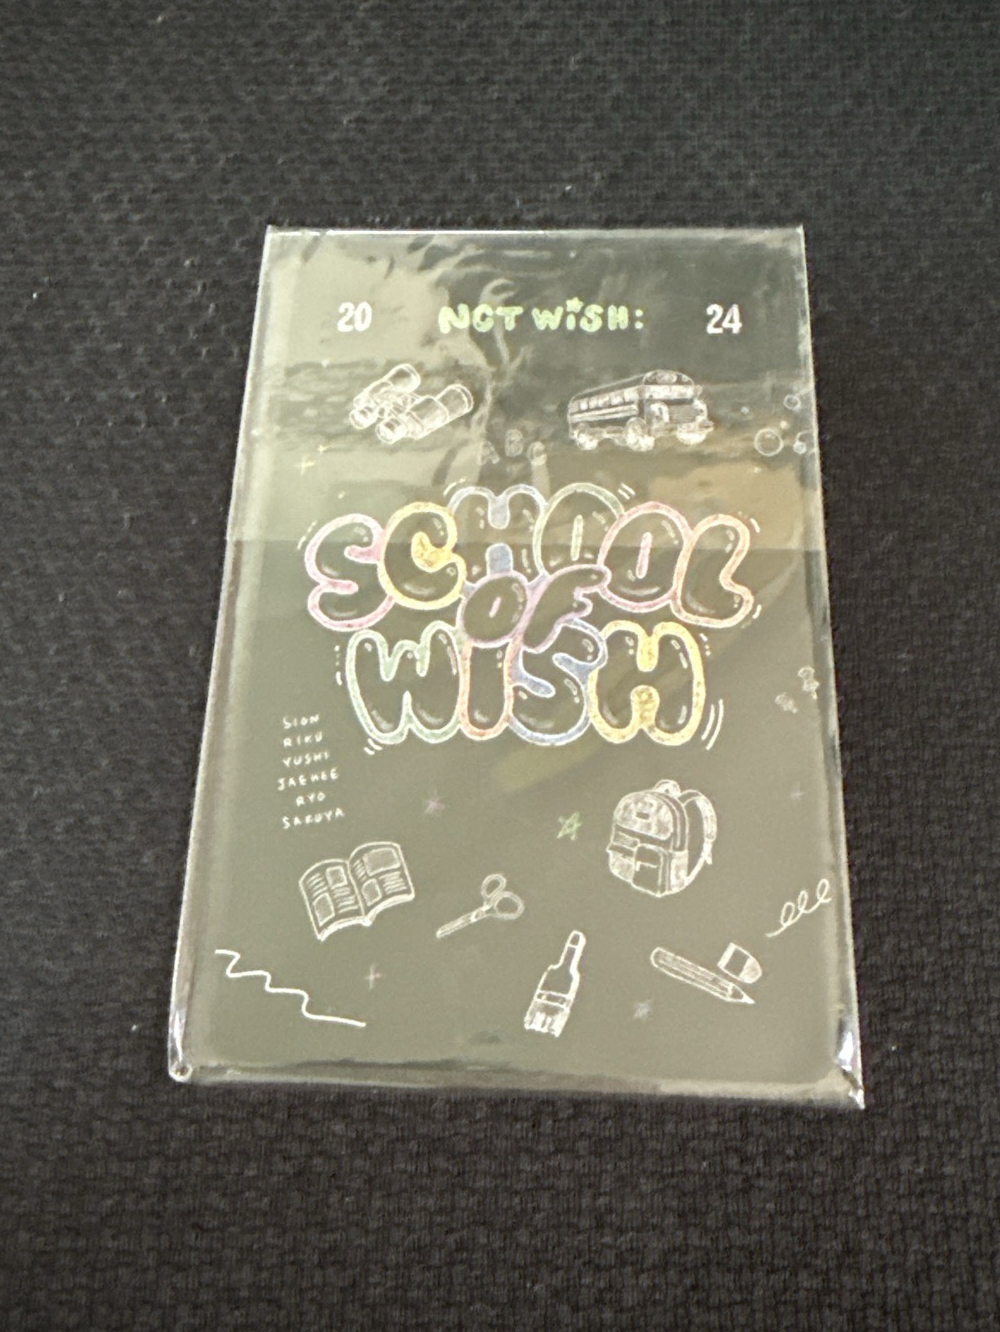 20 NCT WiSH: 24
SCHOOL
OF
WiSH
SION
RIKU
YUSHI
JAEHEE
RYO
SAKUYA